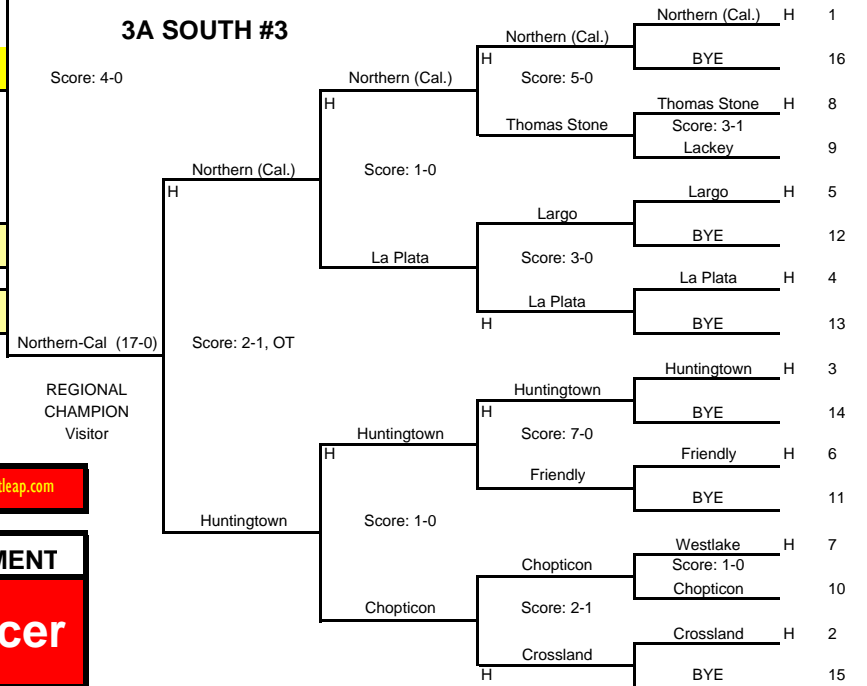 3A SOUTH #3
Northern (Cal.) H 1
Northern (Cal.)
H
BYE 16
Score: 4-0
Northern (Cal.)
Score: 5-0
H
Thomas Stone H 8
Thomas Stone
Score: 3-1
Lackey 9
Northern (Cal.)
Score: 1-0
H
Largo H 5
Largo
BYE 12
La Plata
Score: 3-0
La Plata H 4
La Plata
H
BYE 13
Northern-Cal (17-0)
Score: 2-1, OT
REGIONAL
CHAMPION
Visitor
Huntingtown H 3
Huntingtown
H
BYE 14
Huntingtown
Score: 7-0
H
Friendly H 6
Friendly
BYE 11
tleap.com
Huntingtown
Score: 1-0
MENT
cer
Westlake H 7
Chopticon
Score: 1-0
Chopticon 10
Chopticon
Score: 2-1
Crossland H 2
Crossland
H
BYE 15